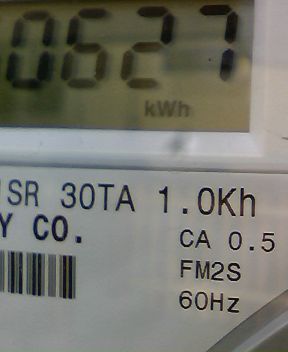 0627
kWh
SR 30TA 1.0Kh
Y CO.
CA 0.5
FM2S
60Hz